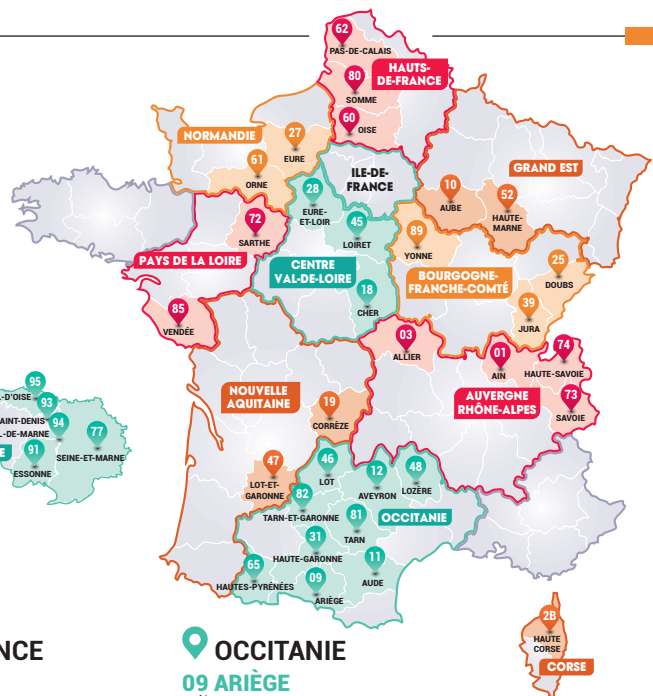 62
PAS-DE-CALAIS
HAUTS-
DE-FRANCE
80
SOMME
60
OISE
NORMANDIE
27
EURE
61
ORNE
ILE-DE-
FRANCE
GRAND EST
10
AUBE
52
HAUTE-
MARNE
28
EURE-
ET-LOIR
45
LOIRET
72
SARTHE
89
YONNE
PAYS DE LA LOIRE
CENTRE
VAL-DE-LOIRE
BOURGOGNE-
FRANCHE-COMTÉ
25
DOUBS
18
CHER
39
JURA
85
VENDÉE
03
ALLIER
01
AIN
74
HAUTE-SAVOIE
73
SAVOIE
AUVERGNE
RHÔNE-ALPES
95
L-D'OISE
93
AINT-DENIS
94
L-DE-MARNE
77
SEINE-ET-MARNE
91
ESSONNE
E
NOUVELLE
AQUITAINE
19
CORRÈZE
47
LOT-ET-
GARONNE
46
LOT
12
AVEYRON
48
LOZÈRE
82
TARN-ET-GARONNE
81
TARN
OCCITANIE
31
HAUTE-GARONNE
11
AUDE
65
HAUTES-PYRÉNÉES
09
ARIÈGE
2B
HAUTE
CORSE
CORSE
NCE
OCCITANIE
09 ARIÈGE